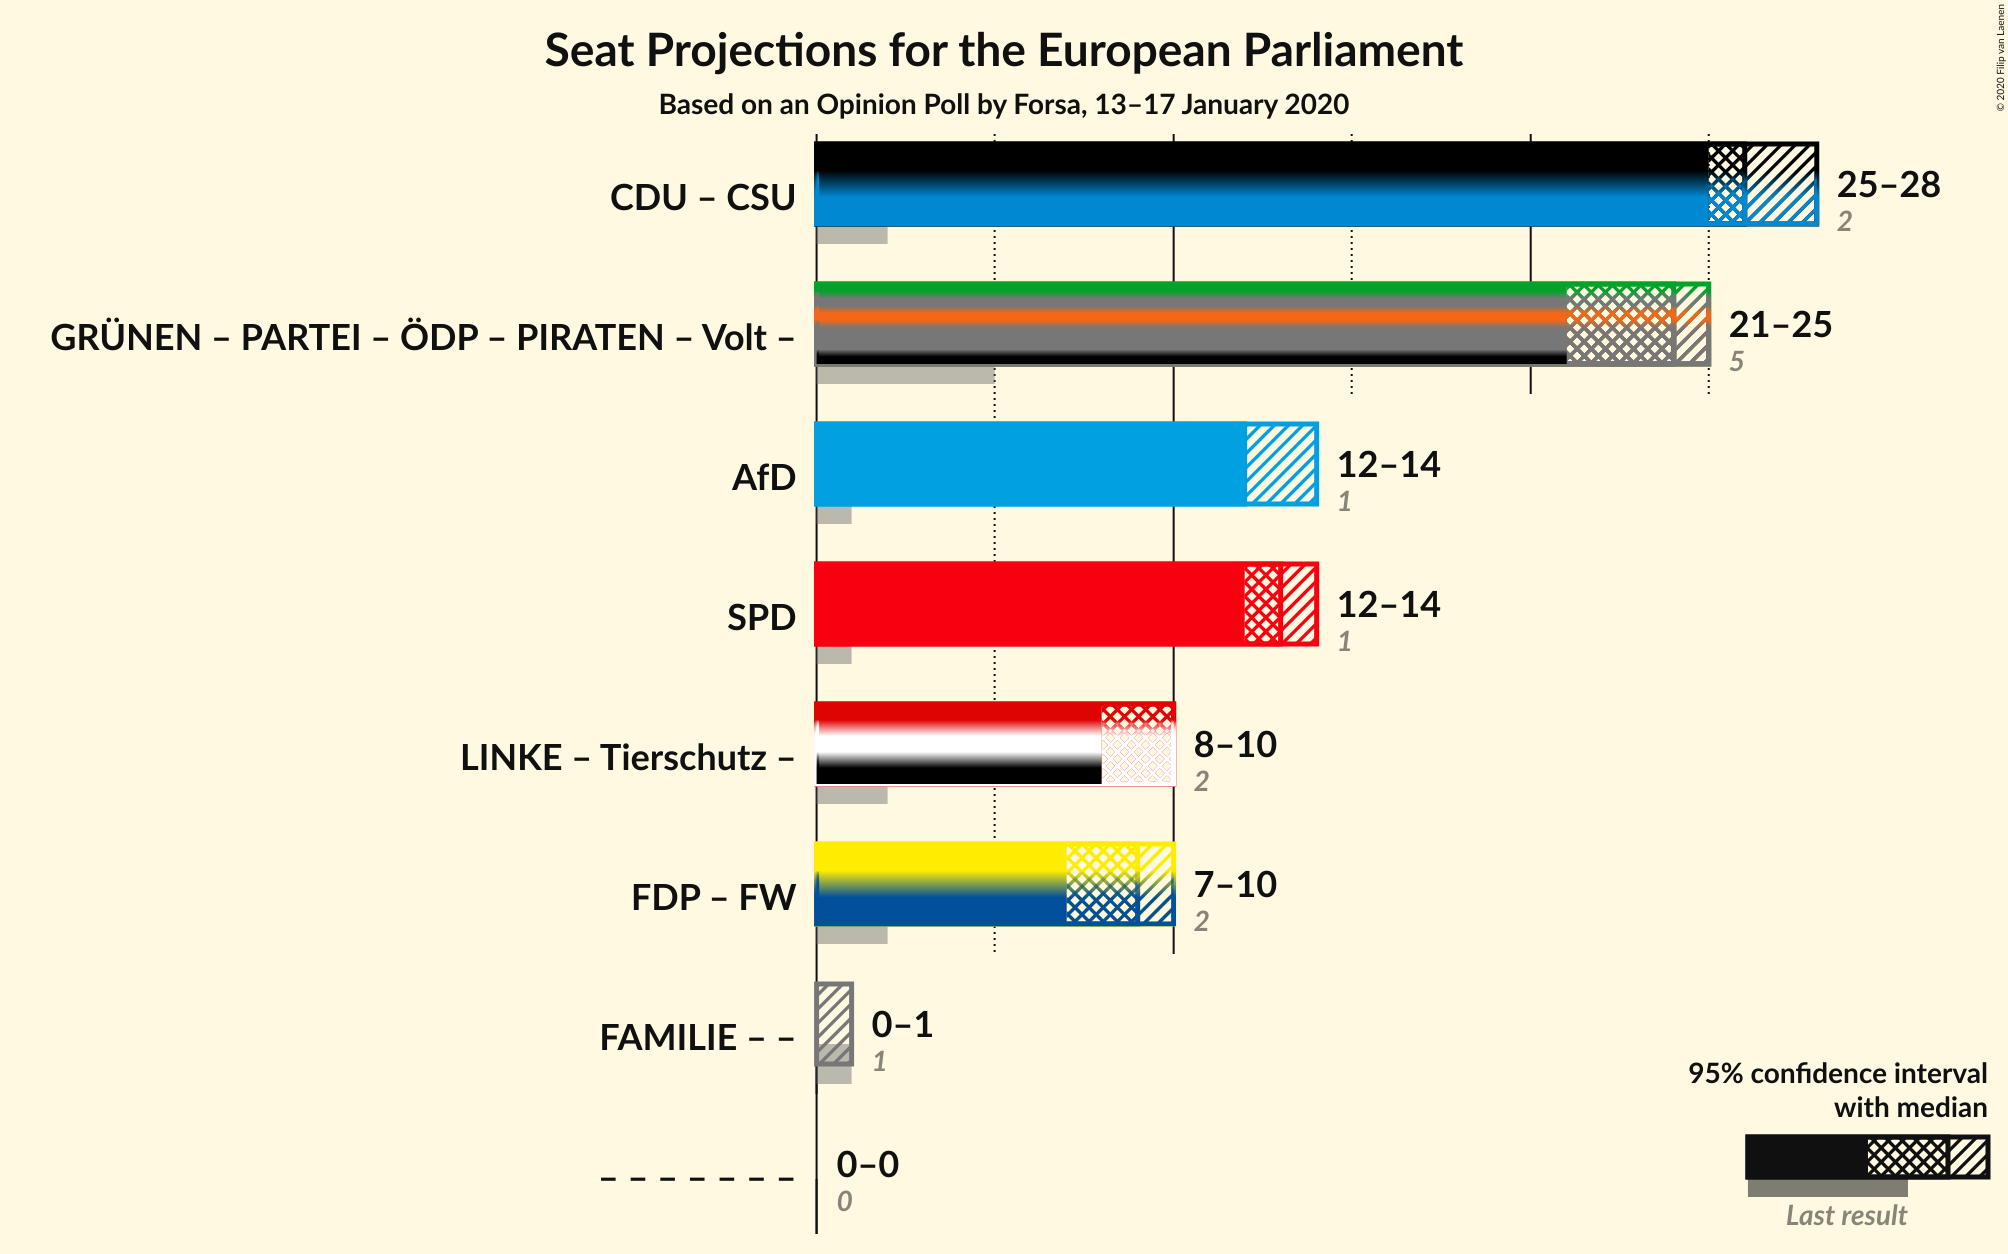 Seat Projections for the European Parliament
Based on an Opinion Poll by Forsa, 13–17 January 2020
© 2020 Filip van Laenen
CDU – CSU
25–28
2
GRÜNEN – PARTEI – ÖDP – PIRATEN – Volt –
21–25
5
AfD
12–14
1
SPD
12–14
1
LINKE – Tierschutz –
8–10
2
FDP – FW
7–10
2
FAMILIE – –
0–1
1
– – – – – – –
0–0
0
95% confidence interval
with median
Last result